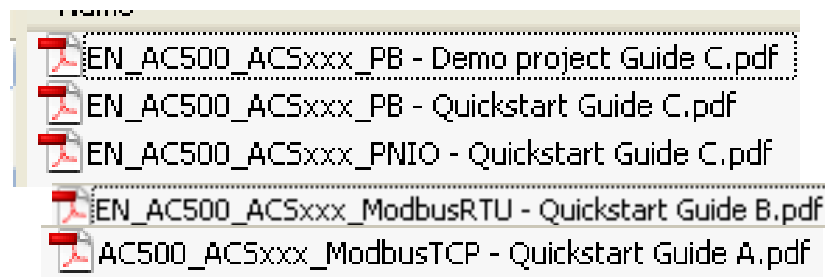 EN_AC500_ACSxxx_PB - Demo project Guide C.pdf
EN_AC500_ACSxxx_PB - Quickstart Guide C.pdf
EN_AC500_ACSxxx_PNIO - Quickstart Guide C.pdf
EN_AC500_ACSxxx_ModbusRTU - Quickstart Guide B.pdf
AC500_ACSxxx_ModbusTCP - Quickstart Guide A.pdf